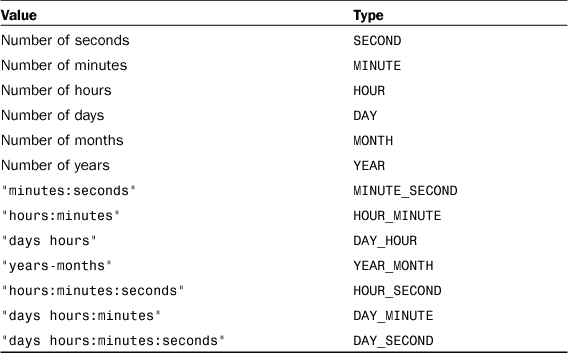 Value Type
Number of seconds SECOND
Number of minutes MINUTE
Number of hours HOUR
Number of days DAY
Number of months MONTH
Number of years YEAR
"minutes:seconds" MINUTE_SECOND
"hours:minutes" HOUR_MINUTE
"days hours" DAY_HOUR
"years-months" YEAR_MONTH
"hours:minutes:seconds" HOUR_SECOND
"days hours:minutes" DAY_MINUTE
"days hours:minutes:seconds" DAY_SECOND